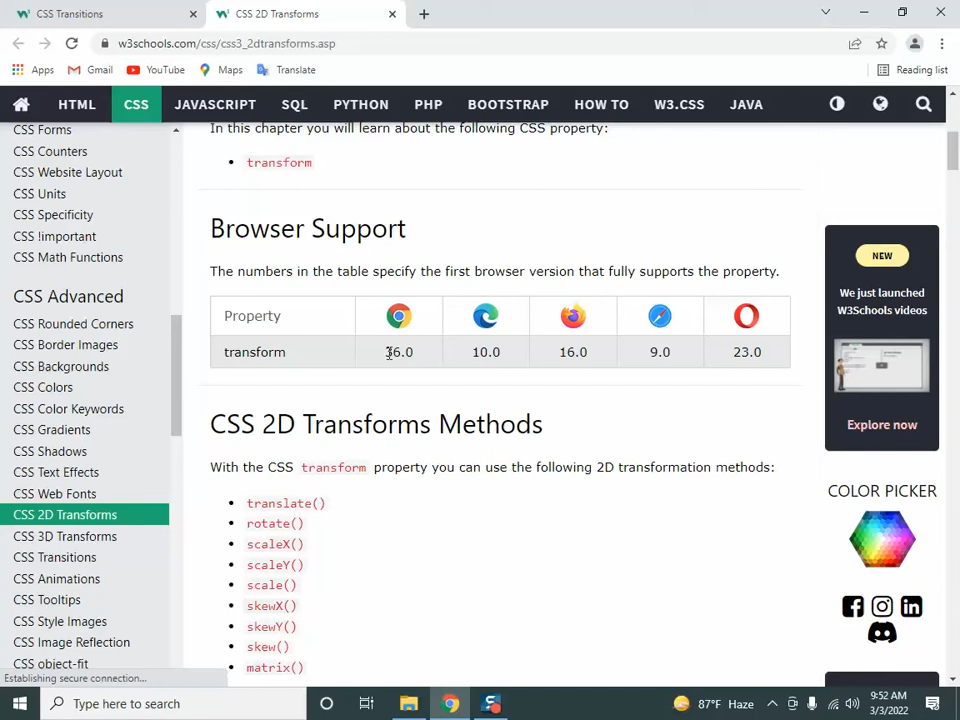 CSS Transitions
CSS 2D Transforms
w3schools.com/css/css3_2dtransforms.asp
Apps
Gmail
YouTube
Maps
Translate
Reading list
HTML
CSS
JAVASCRIPT
SQL
PYTHON
PHP
BOOTSTRAP
HOW TO
W3.CSS
JAVA
CSS Forms
CSS Counters
CSS Website Layout
CSS Units
CSS Specificity
CSS !important
CSS Math Functions
CSS Advanced
CSS Rounded Corners
CSS Border Images
CSS Backgrounds
CSS Colors
CSS Color Keywords
CSS Gradients
CSS Shadows
CSS Text Effects
CSS Web Fonts
CSS 2D Transforms
CSS 3D Transforms
CSS Transitions
CSS Animations
CSS Tooltips
CSS Style Images
CSS Image Reflection
CSS object-fit
Establishing secure connection...
In this chapter you will learn about the following CSS property:
transform
Browser Support
The numbers in the table specify the first browser version that fully supports the property.
Property
transform 36.0 10.0 16.0 9.0 23.0
CSS 2D Transforms Methods
With the CSS transform property you can use the following 2D transformation methods:
translate()
rotate()
scaleX()
scaleY()
scale()
skewX()
skewY()
skew()
matrix()
NEW
We just launched
W3Schools videos
Explore now
COLOR PICKER
Type here to search
87°F Haze
9:52 AM
3/3/2022